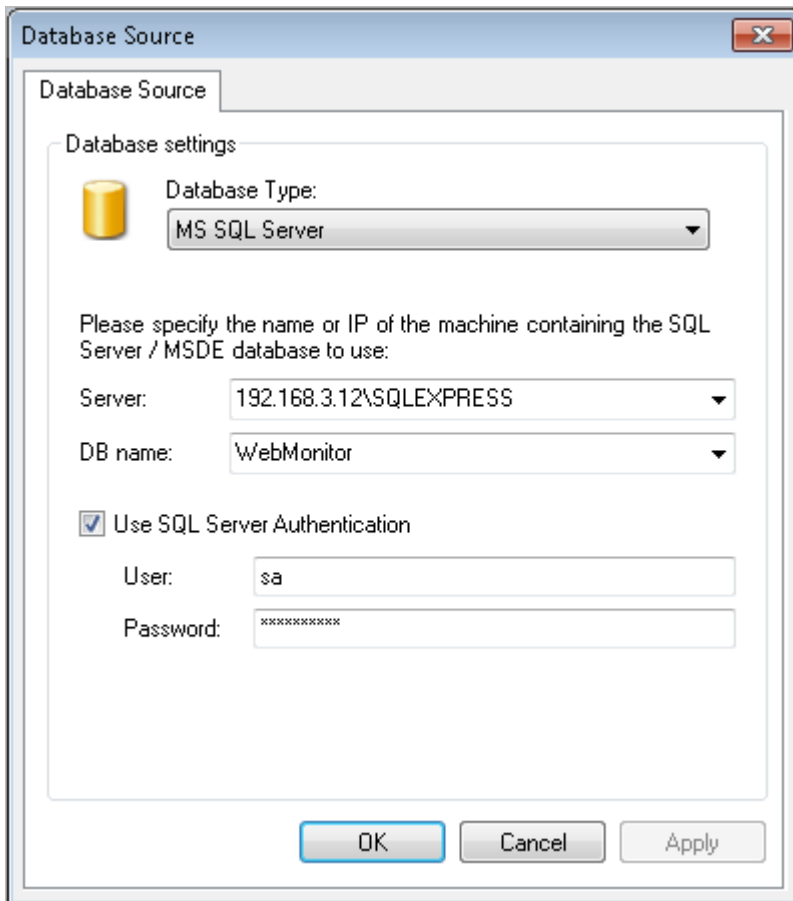 Database Source
Database Source
Database settings
Database Type:
MS SQL Server
Please specify the name or IP of the machine containing the SQL
Server / MSDE database to use:
Server: 192.168.3.12\SQLEXPRESS
DB name: WebMonitor
Use SQL Server Authentication
User: sa
Password: **********
OK Cancel Apply